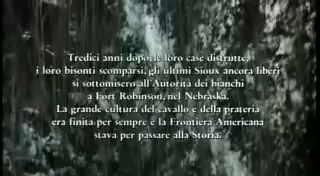 Tredici anni dopo, le loro case distrutte,
i loro bisonti scomparsi, gli ultimi Sioux ancora liberi
si sottomisero all'Autorità dei bianchi
a Fort Robinson, nel Nebraska.
La grande cultura del cavallo e della prateria
era finita per sempre e la Frontiera Americana
stava per passare alla Storia.